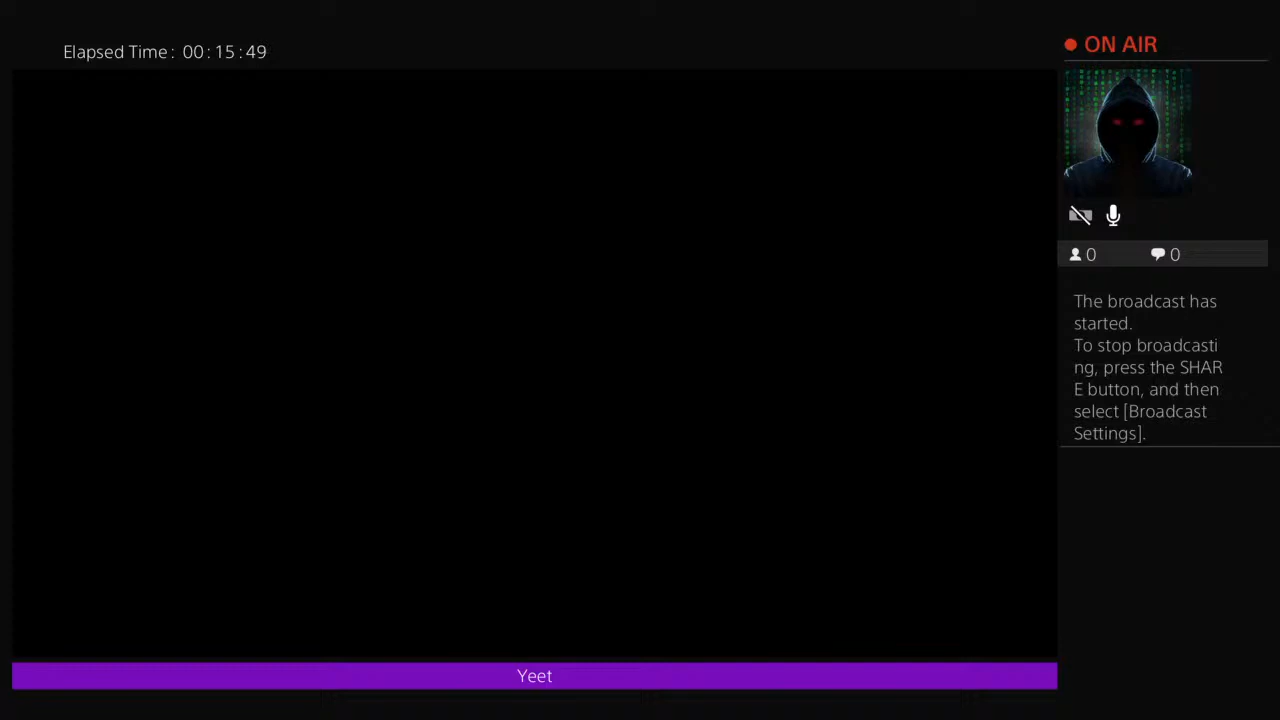 Elapsed Time: 00:15:49
ON AIR
0 0
The broadcast has
started.
To stop broadcasti
ng, press the SHAR
E button, and then
select [Broadcast
Settings].
Yeet